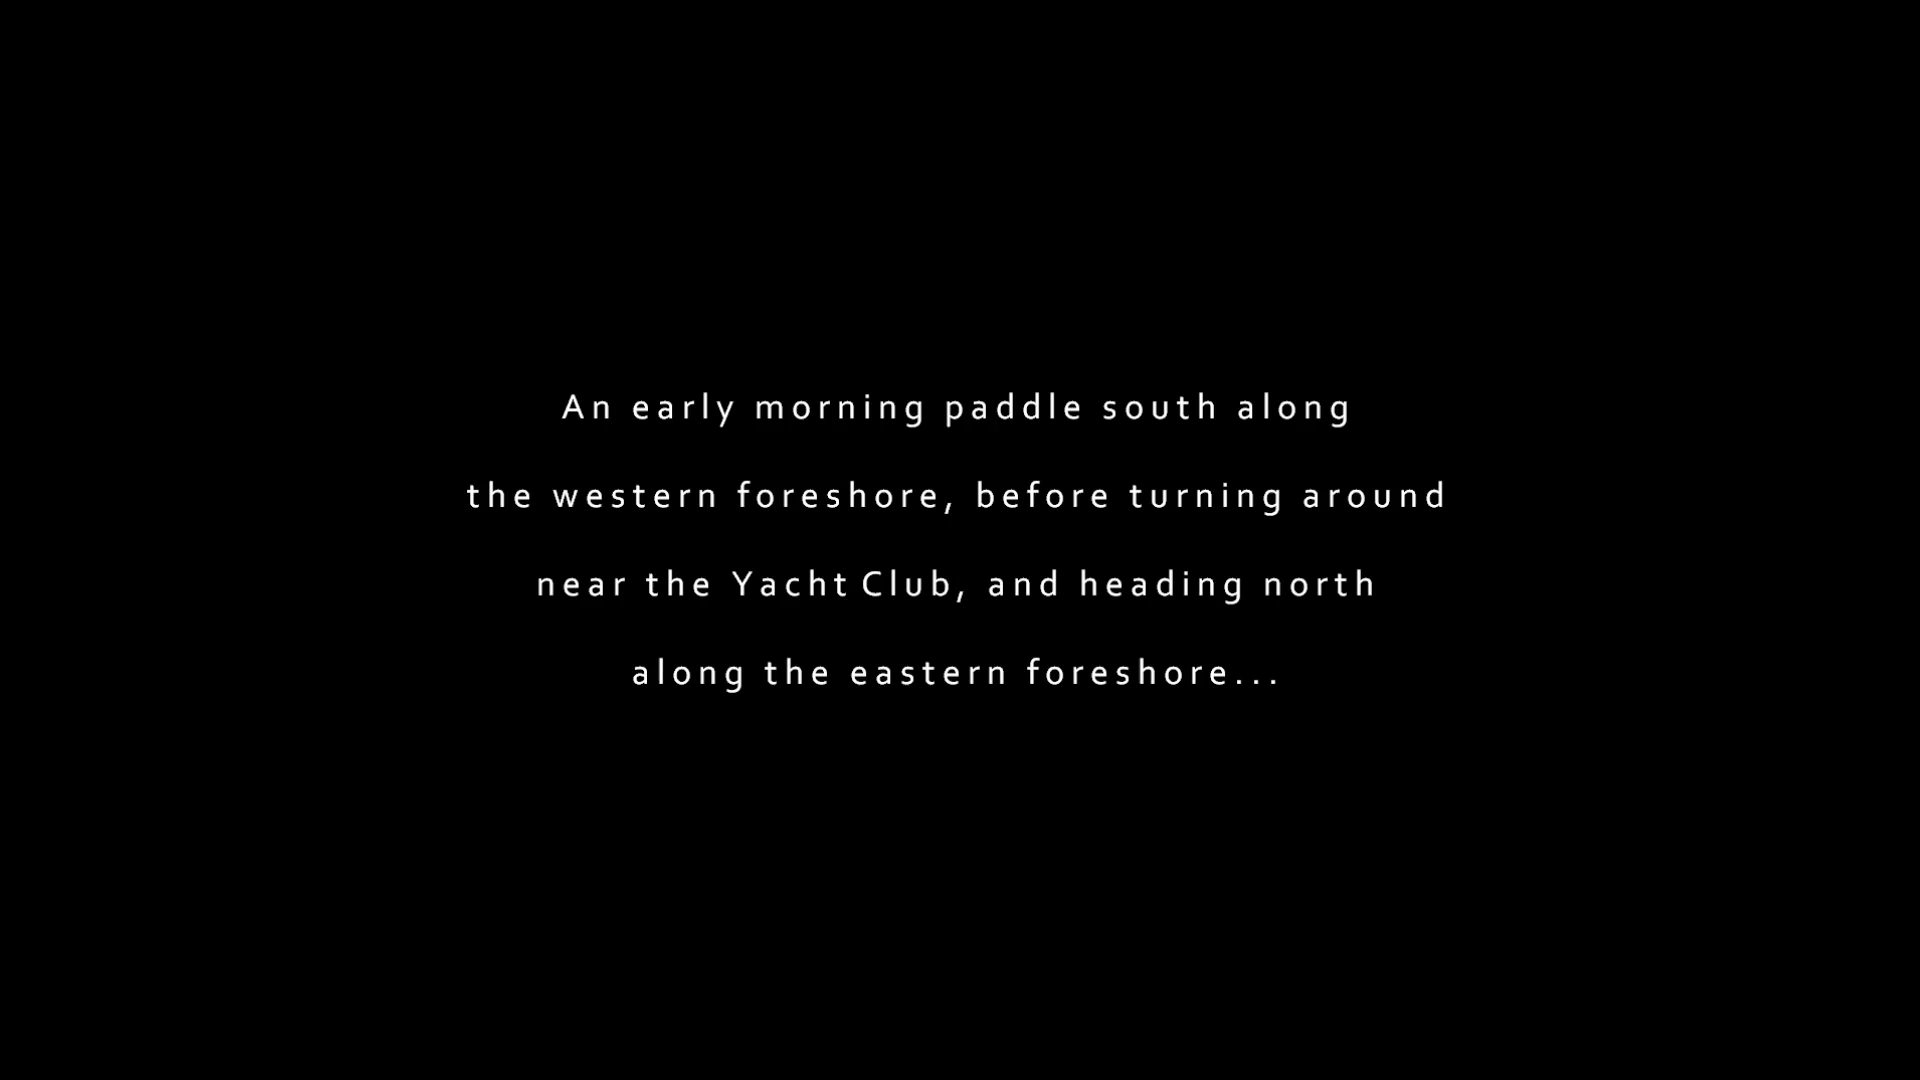 An early morning paddle south along
the western foreshore, before turning around
near the Yacht Club, and heading north
along the eastern foreshore...